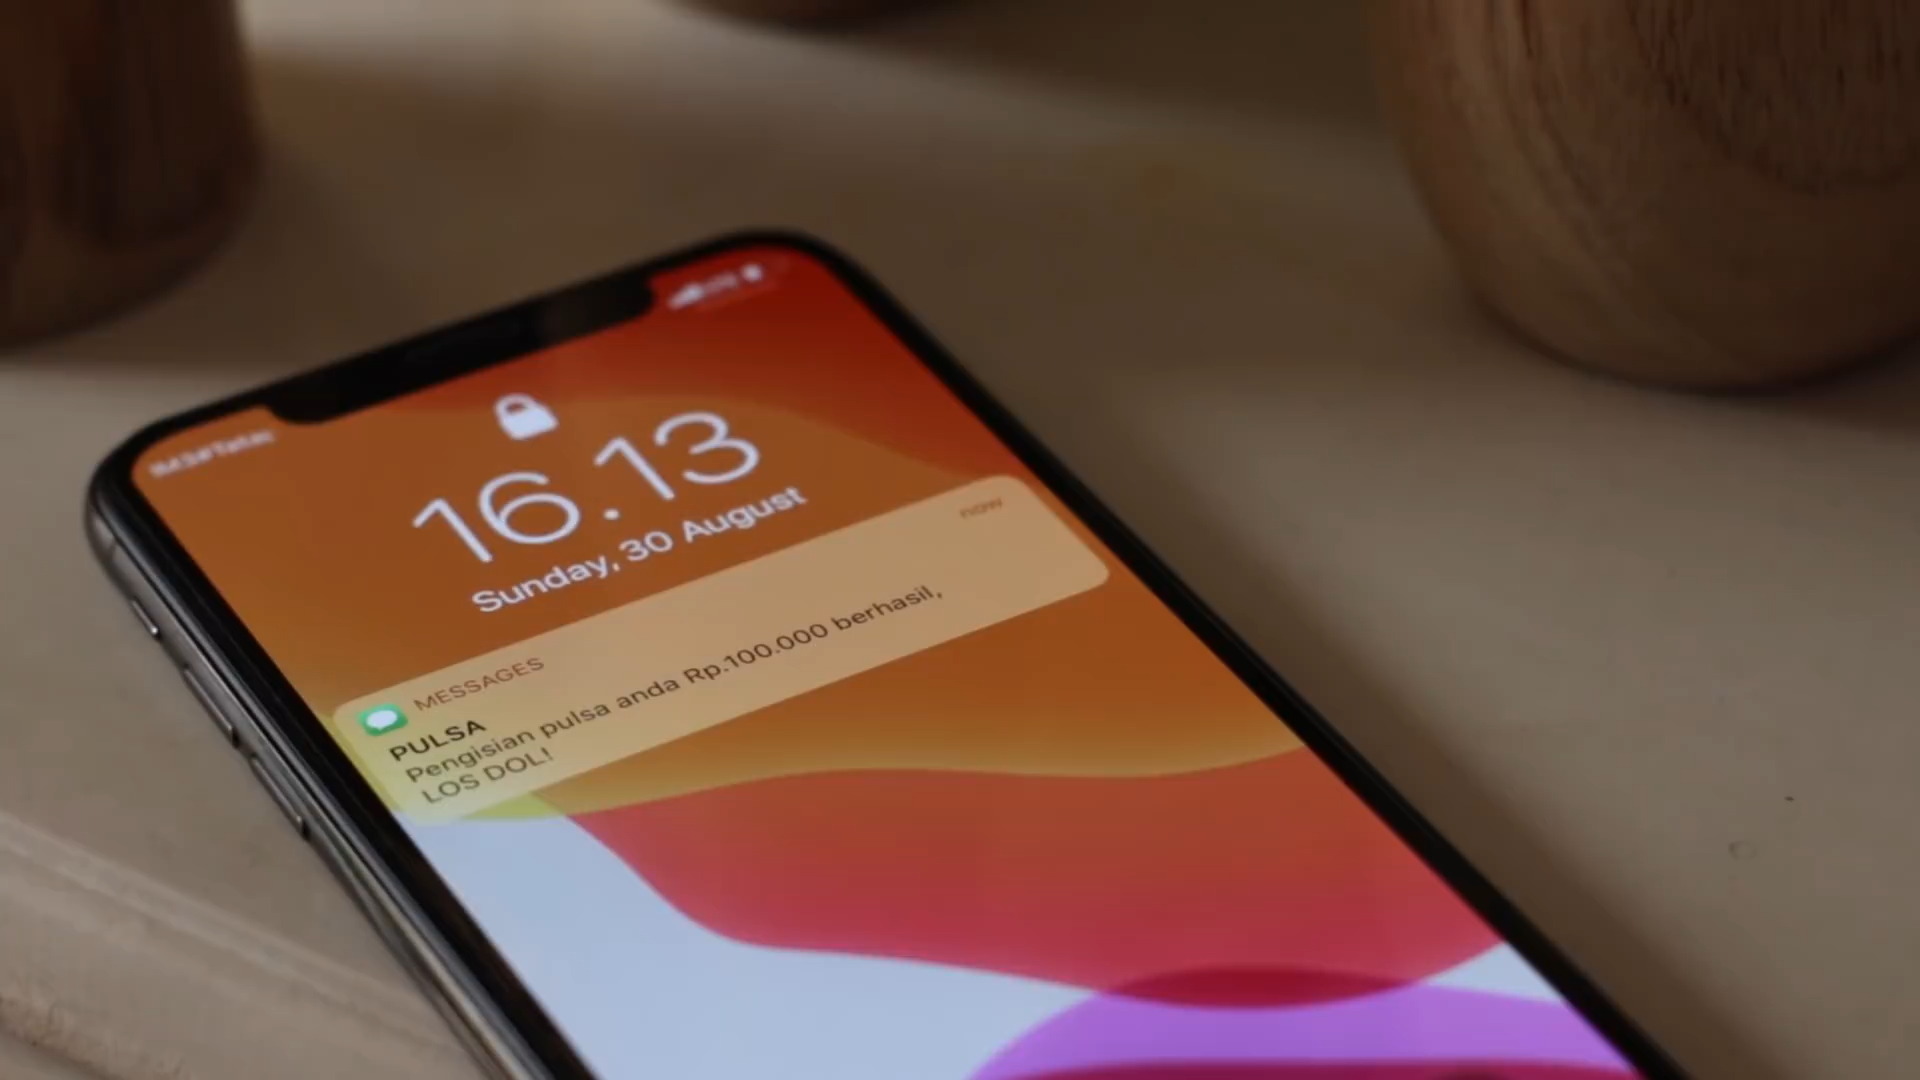 16.13
Sunday, 30 August
MESSAGES
now
PULSA
Pengisian pulsa anda Rp.100.000 berhasil,
LOS DOL!